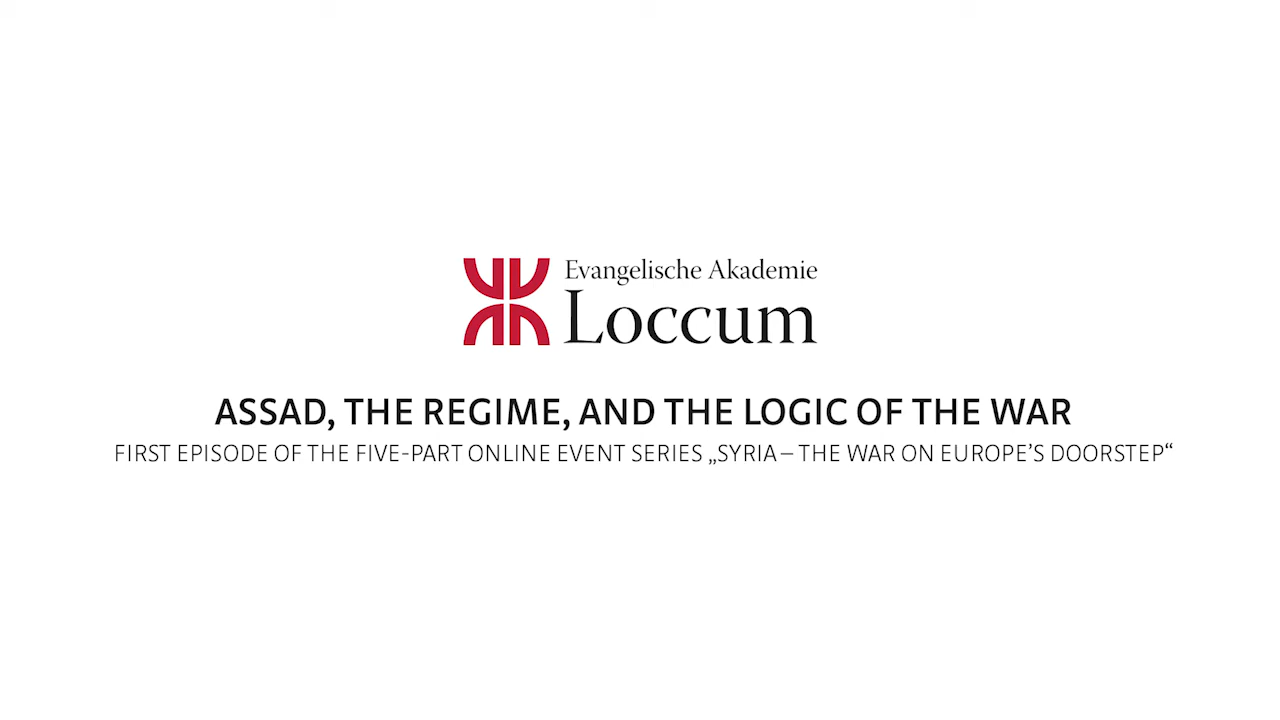 Evangelische Akademie
Loccum
ASSAD, THE REGIME, AND THE LOGIC OF THE WAR
FIRST EPISODE OF THE FIVE-PART ONLINE EVENT SERIES „SYRIA – THE WAR ON EUROPE’S DOORSTEP“